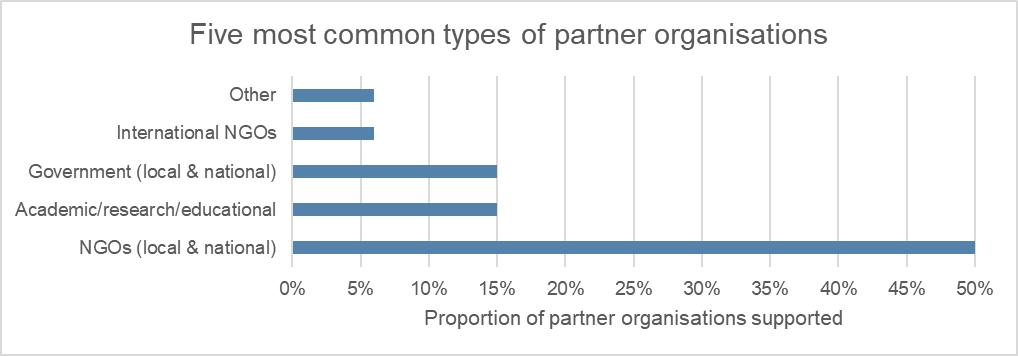 Five most common types of partner organisations
Other
International NGOs
Government (local & national)
Academic/research/educational
NGOs (local & national)
0% 5% 10% 15% 20% 25% 30% 35% 40% 45% 50%
Proportion of partner organisations supported